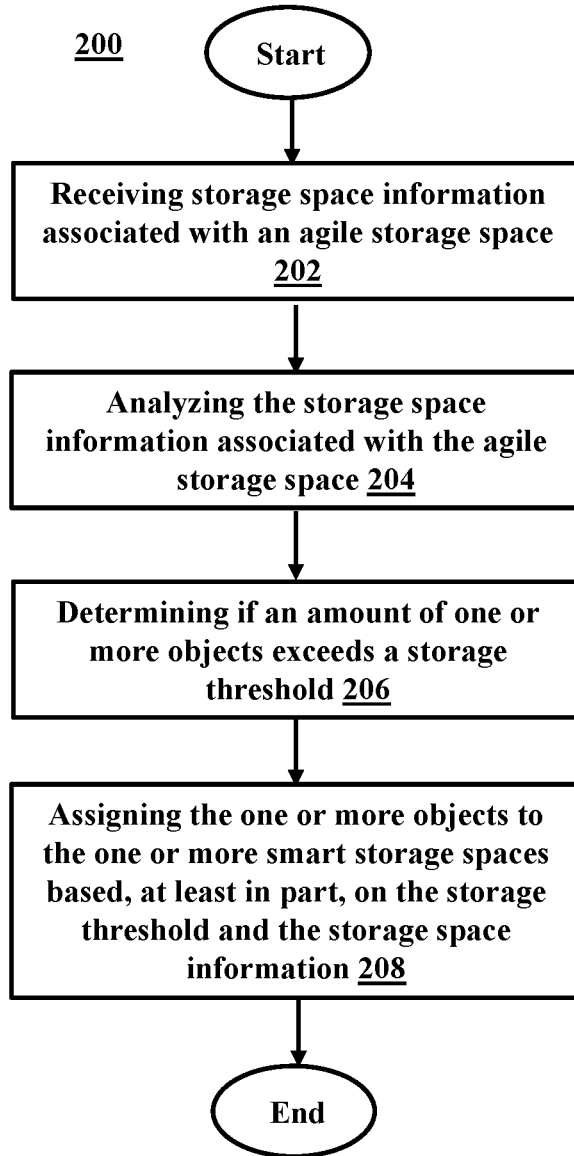 200
Start
Receiving storage space information
associated with an agile storage space
202
Analyzing the storage space
information associated with the agile
storage space 204
Determining if an amount of one or
more objects exceeds a storage
threshold 206
Assigning the one or more objects to
the one or more smart storage spaces
based, at least in part, on the storage
threshold and the storage space
information 208
End